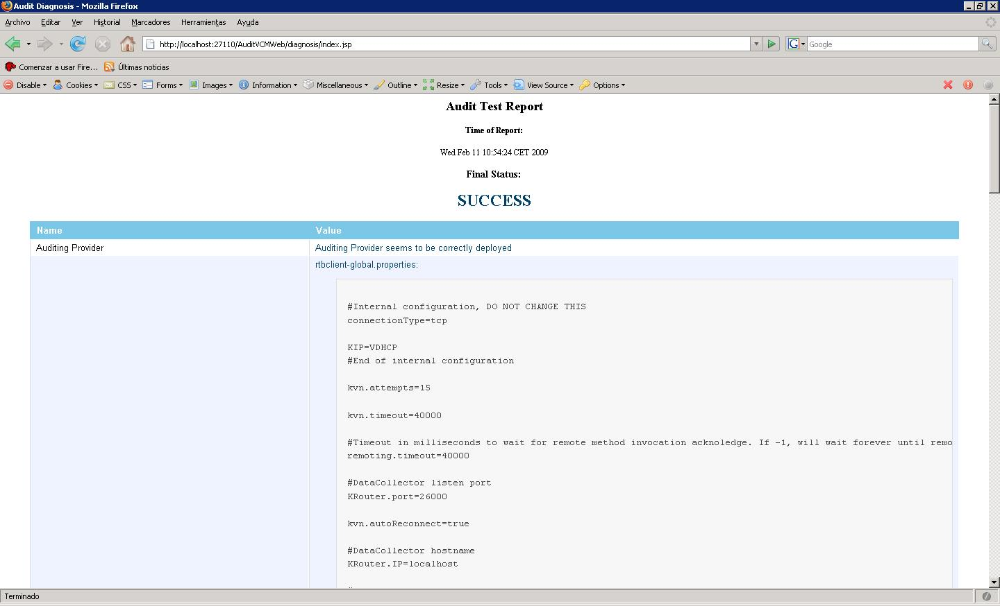 Audit Diagnosis - Mozilla Firefox
Archivo Editar Ver Historial Marcadores Herramientas Ayuda
http://localhost:27110/AuditVCMWeb/diagnosis/index.jsp
G Google
Comenzar a usar Fire... Últimas noticias
Disable Cookies CSS Forms Images Information Miscellaneous Outline Resize Tools View Source Options
Audit Test Report
Time of Report:
Wed Feb 11 10:54:24 CET 2009
Final Status:
SUCCESS
Name Value
Auditing Provider Auditing Provider seems to be correctly deployed
rtbclient-global.properties:
#Internal configuration, DO NOT CHANGE THIS
connectionType=tcp
KIP=VDHCP
#End of internal configuration
kvn.attempts=15
kvn.timeout=40000
#Timeout in milliseconds to wait for remote method invocation acknoledge. If -1, will wait forever until remo
remoting.timeout=40000
#DataCollector listen port
KRouter.port=26000
kvn.autoReconnect=true
#DataCollector hostname
KRouter.IP=localhost
Terminado